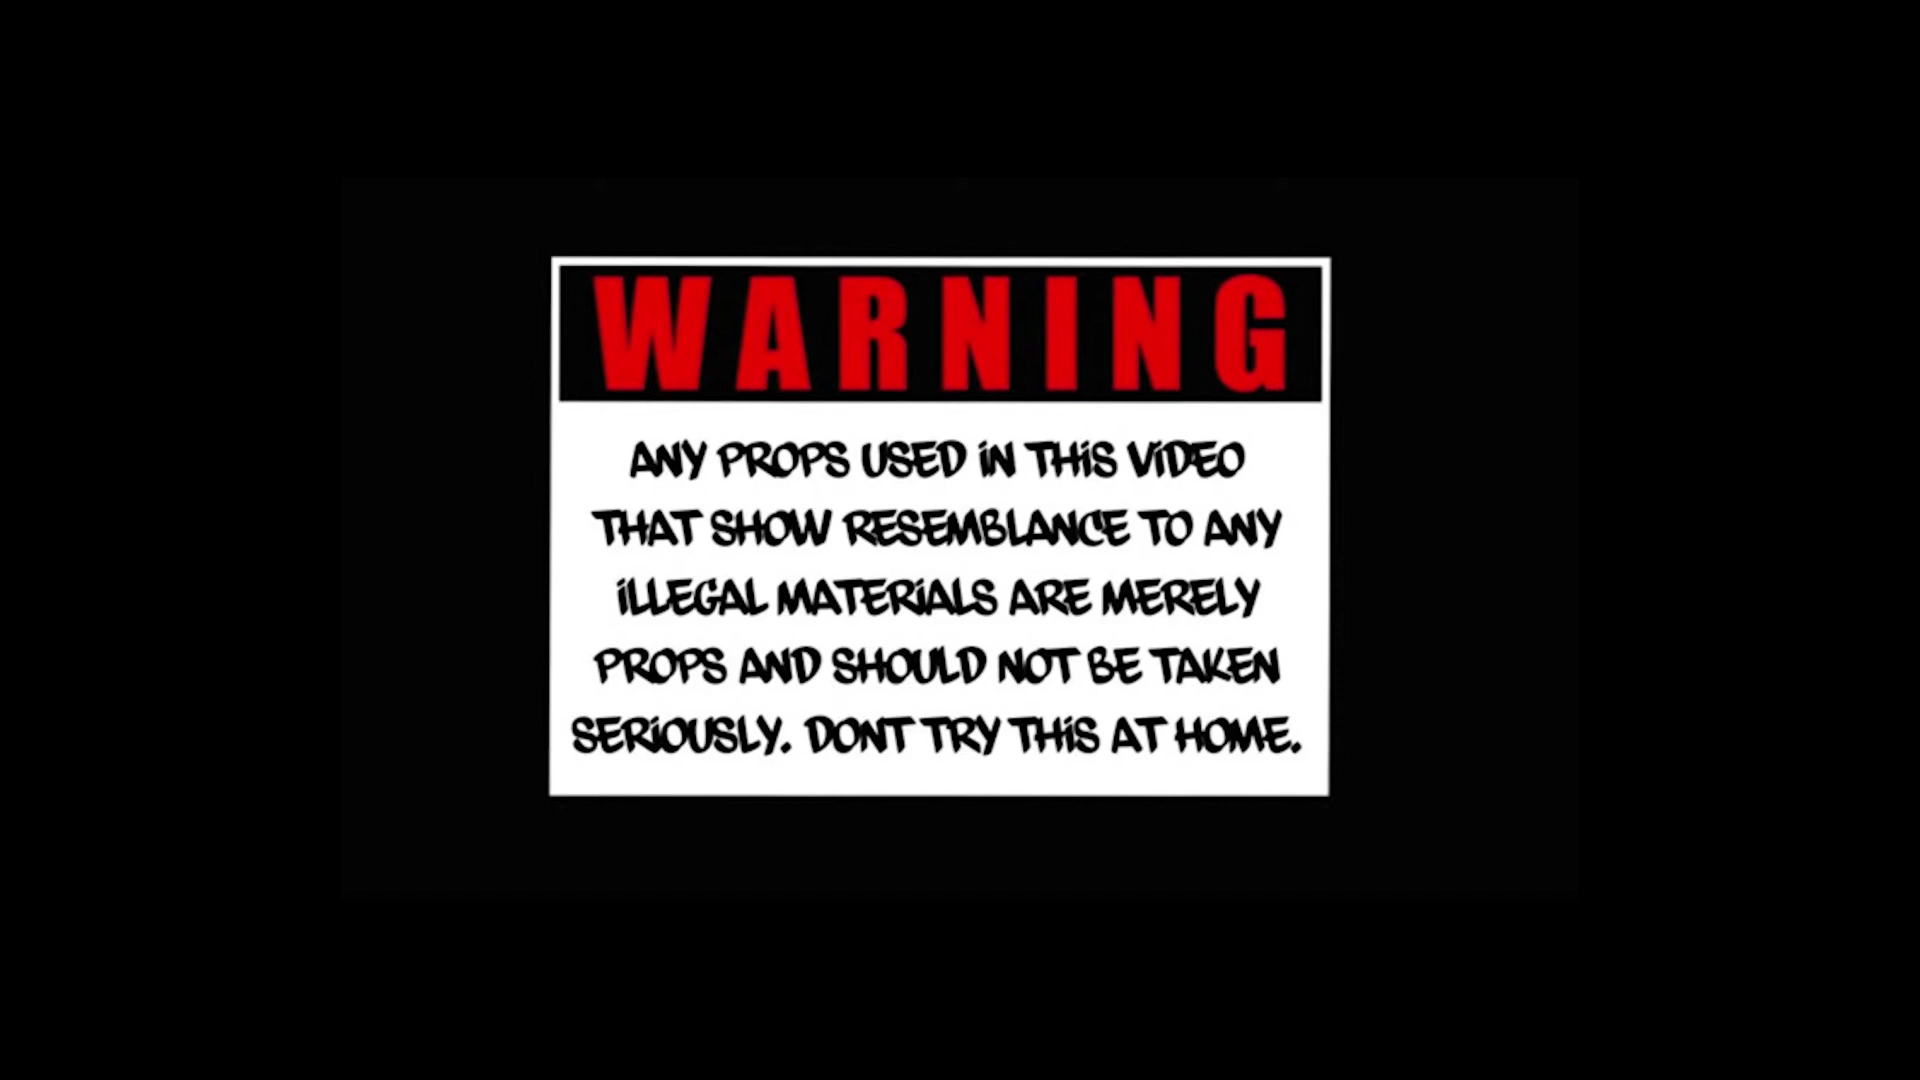 WARNING
ANY PROPS USED iN THiS ViDEO
THAT SHOW RESEMBLANCE TO ANY
iLLEGAL MATERiALS ARE MERELY
PROPS AND SHOULD NOT BE TAKEN
SERiOUSLY. DONT TRY THiS AT HOME.